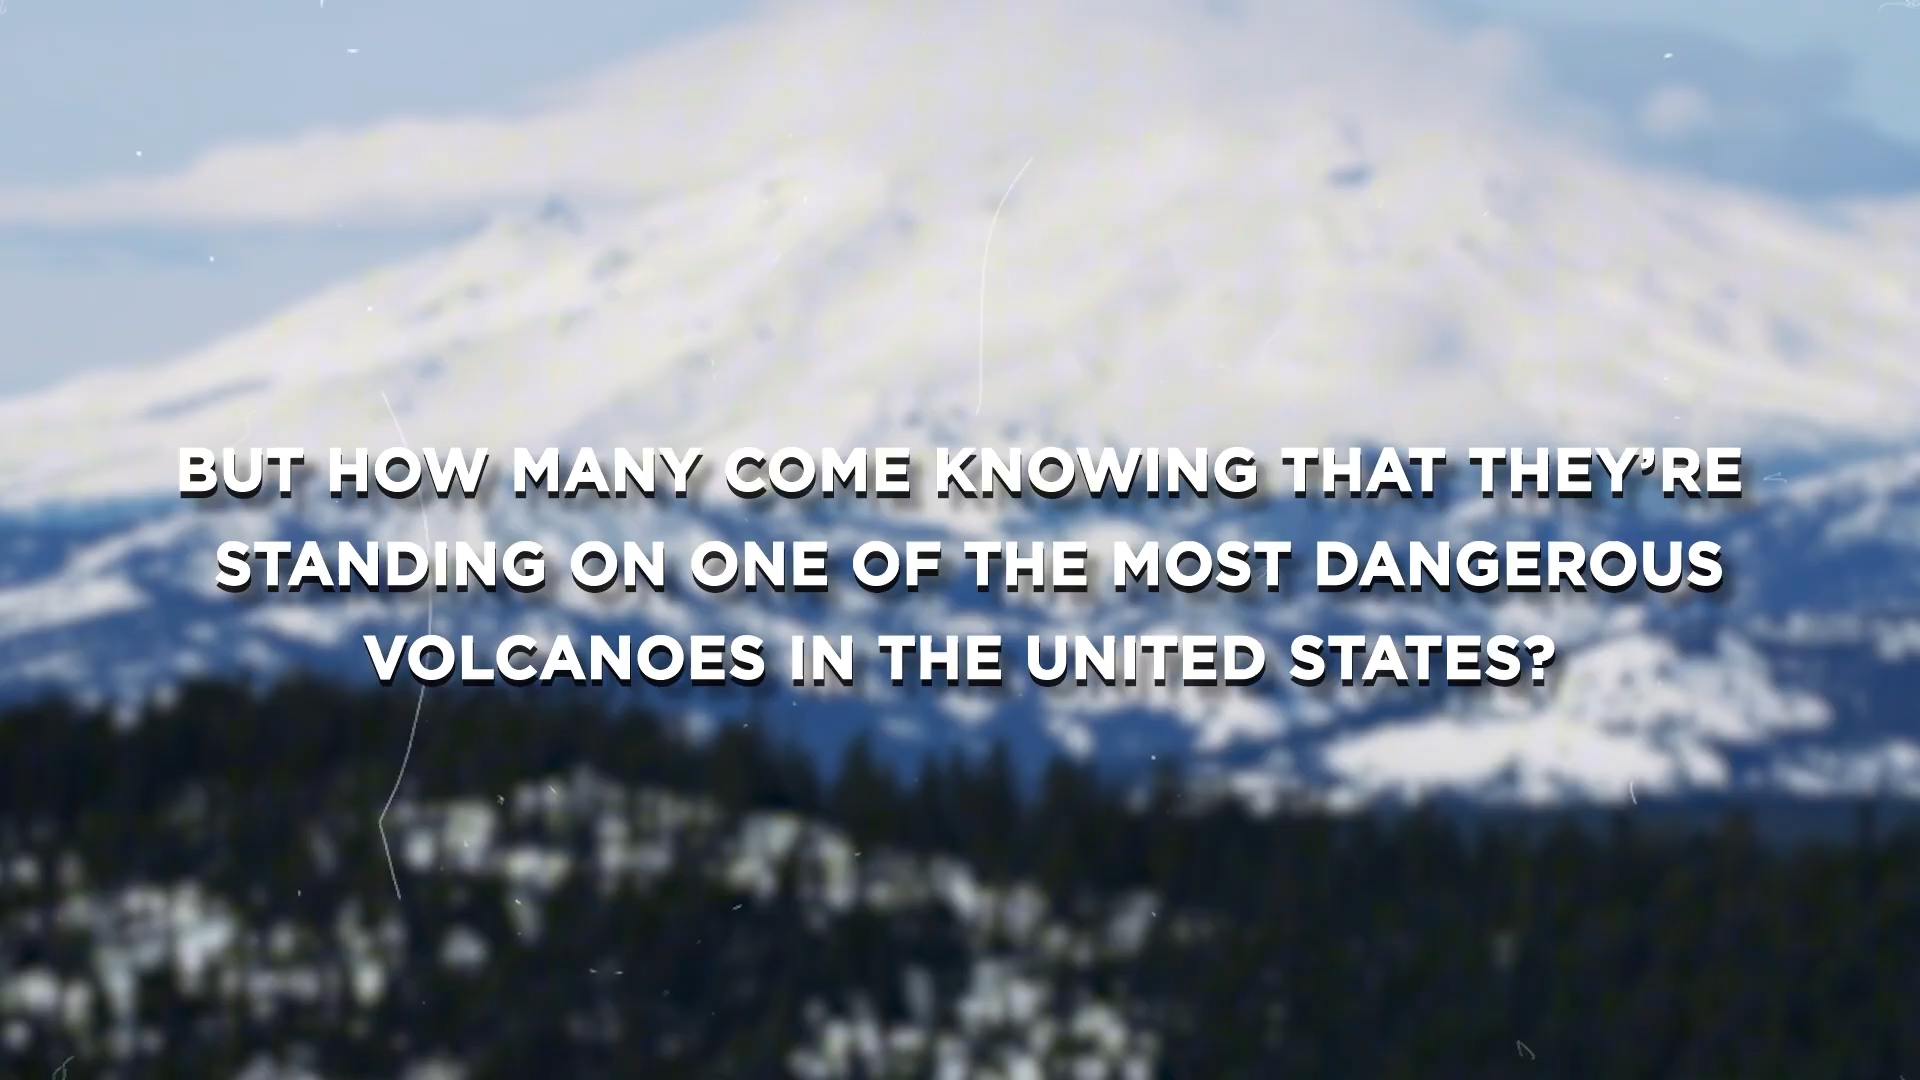 BUT HOW MANY COME KNOWING THAT THEY’RE
STANDING ON ONE OF THE MOST DANGEROUS
VOLCANOES IN THE UNITED STATES?